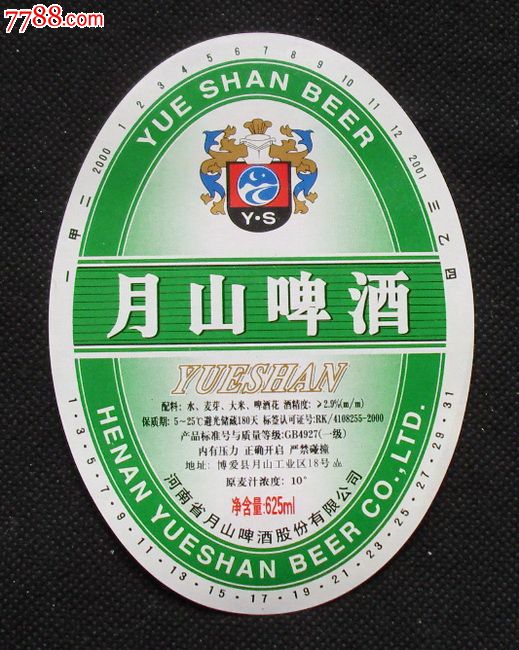 7788.com
一 甲 二 2000 1 2 3 4 5 6 7 8 9 10 11 12 2001 三 乙 四
YUE SHAN BEER
Y·S
月山啤酒
YUESHAN
配料：水、麦芽、大米、啤酒花 酒精度：≥2.9%(m/m)
保质期：5～25℃避光储藏180天 标签认可证号:RK/4108255-2000
产品标准号与质量等级:GB4927(一级)
内有压力 正确开启 严禁碰撞
地址：博爱县月山工业区18号
原麦汁浓度：10°
净含量:625ml
河南省月山啤酒股份有限公司
HENAN YUESHAN BEER CO.,LTD.
1·3·5·7·9·11·13·15·17·19·21·23·25·27·29·31